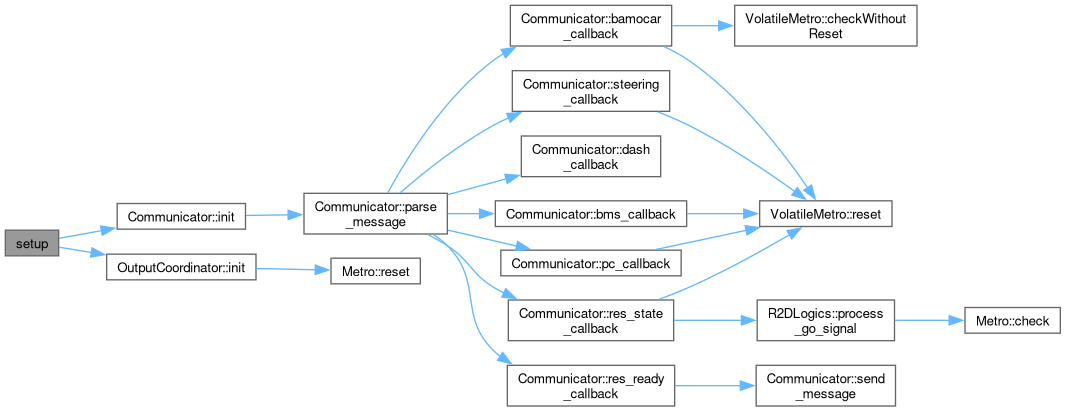 setup
Communicator::init
OutputCoordinator::init
Communicator::parse
_message
Metro::reset
Communicator::bamocar
_callback
Communicator::steering
_callback
Communicator::dash
_callback
Communicator::bms_callback
Communicator::pc_callback
Communicator::res_state
_callback
Communicator::res_ready
_callback
VolatileMetro::checkWithout
Reset
VolatileMetro::reset
R2DLogics::process
_go_signal
Communicator::send
_message
Metro::check